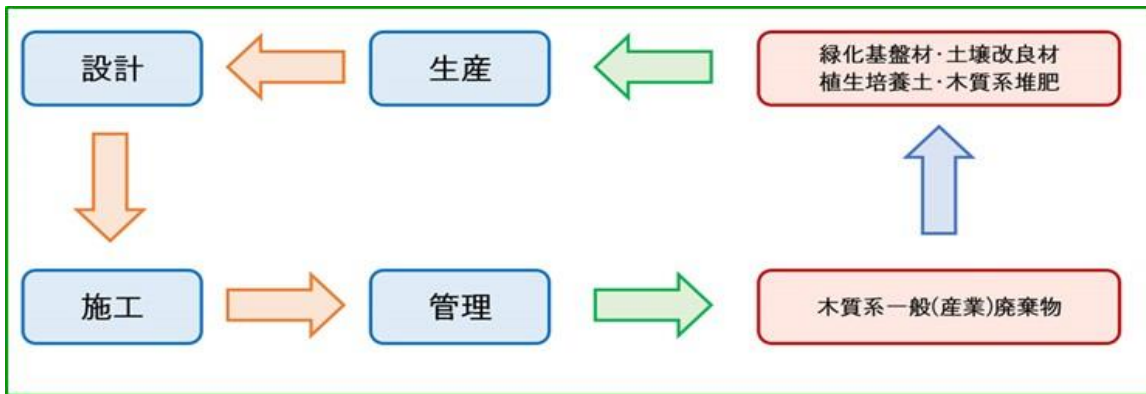 設計
生産
緑化基盤材･土壌改良材
植生培養土･木質系堆肥
施工
管理
木質系一般(産業)廃棄物